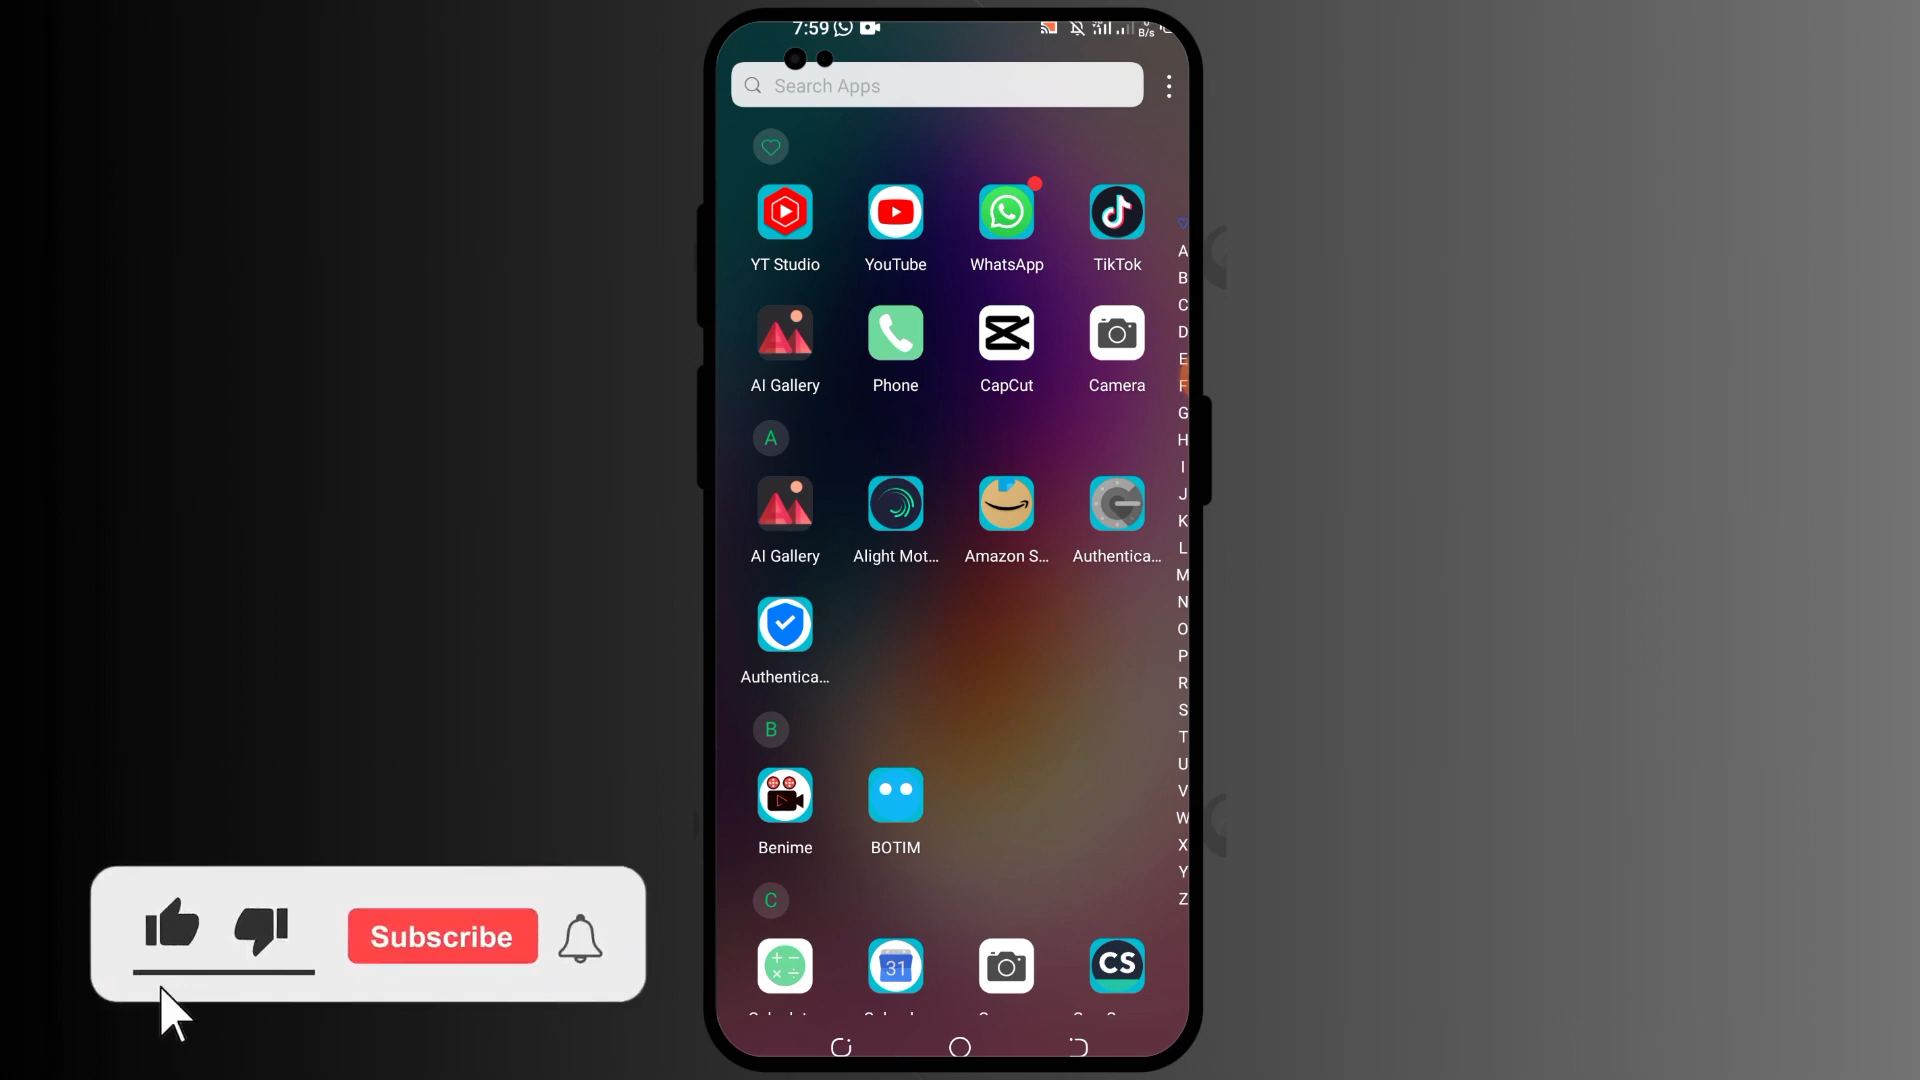 7:59
B/s
Search Apps
YT Studio YouTube WhatsApp TikTok
AI Gallery Phone CapCut Camera
A
AI Gallery Alight Mot... Amazon S... Authentica...
Authentica...
B
Benime BOTIM
C
31 CS
A
B
C
D
E
F
G
H
I
J
K
L
M
N
O
P
R
S
T
U
V
W
X
Y
Z
Subscribe